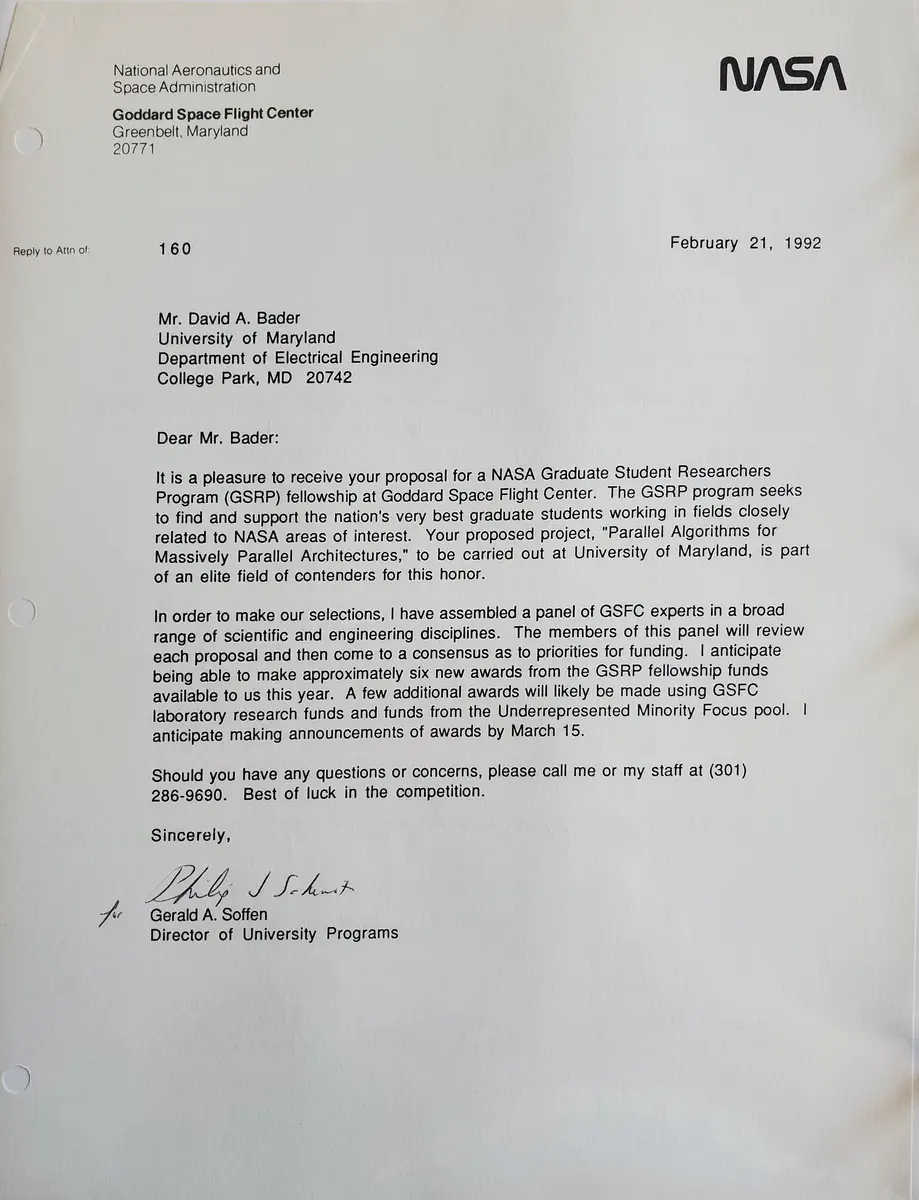 National Aeronautics and
Space Administration
Goddard Space Flight Center
Greenbelt, Maryland
20771
NASA
Reply to Attn of:
160
February 21, 1992
Mr. David A. Bader
University of Maryland
Department of Electrical Engineering
College Park, MD 20742
Dear Mr. Bader:
It is a pleasure to receive your proposal for a NASA Graduate Student Researchers
Program (GSRP) fellowship at Goddard Space Flight Center. The GSRP program seeks
to find and support the nation's very best graduate students working in fields closely
related to NASA areas of interest. Your proposed project, "Parallel Algorithms for
Massively Parallel Architectures," to be carried out at University of Maryland, is part
of an elite field of contenders for this honor.
In order to make our selections, I have assembled a panel of GSFC experts in a broad
range of scientific and engineering disciplines. The members of this panel will review
each proposal and then come to a consensus as to priorities for funding. I anticipate
being able to make approximately six new awards from the GSRP fellowship funds
available to us this year. A few additional awards will likely be made using GSFC
laboratory research funds and funds from the Underrepresented Minority Focus pool. I
anticipate making announcements of awards by March 15.
Should you have any questions or concerns, please call me or my staff at (301)
286-9690. Best of luck in the competition.
Sincerely,
Philip J
for
Gerald A. Soffen
Director of University Programs